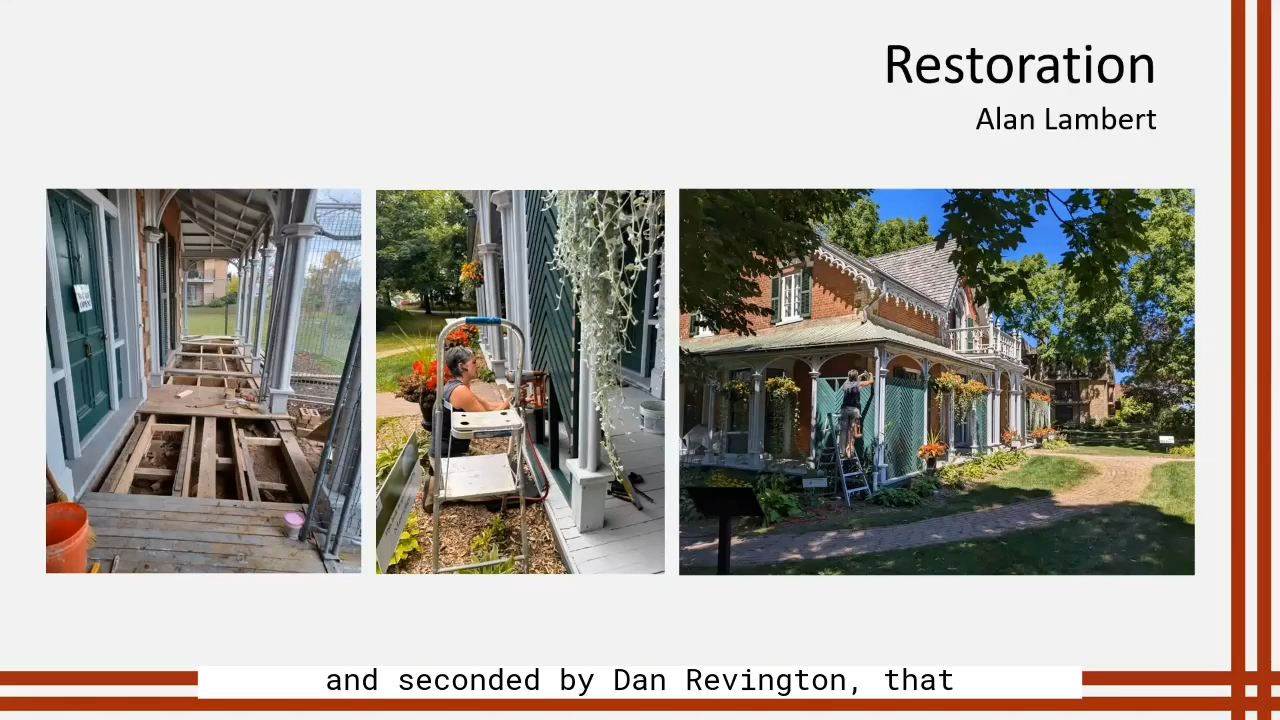 Restoration
Alan Lambert
and seconded by Dan Revington, that